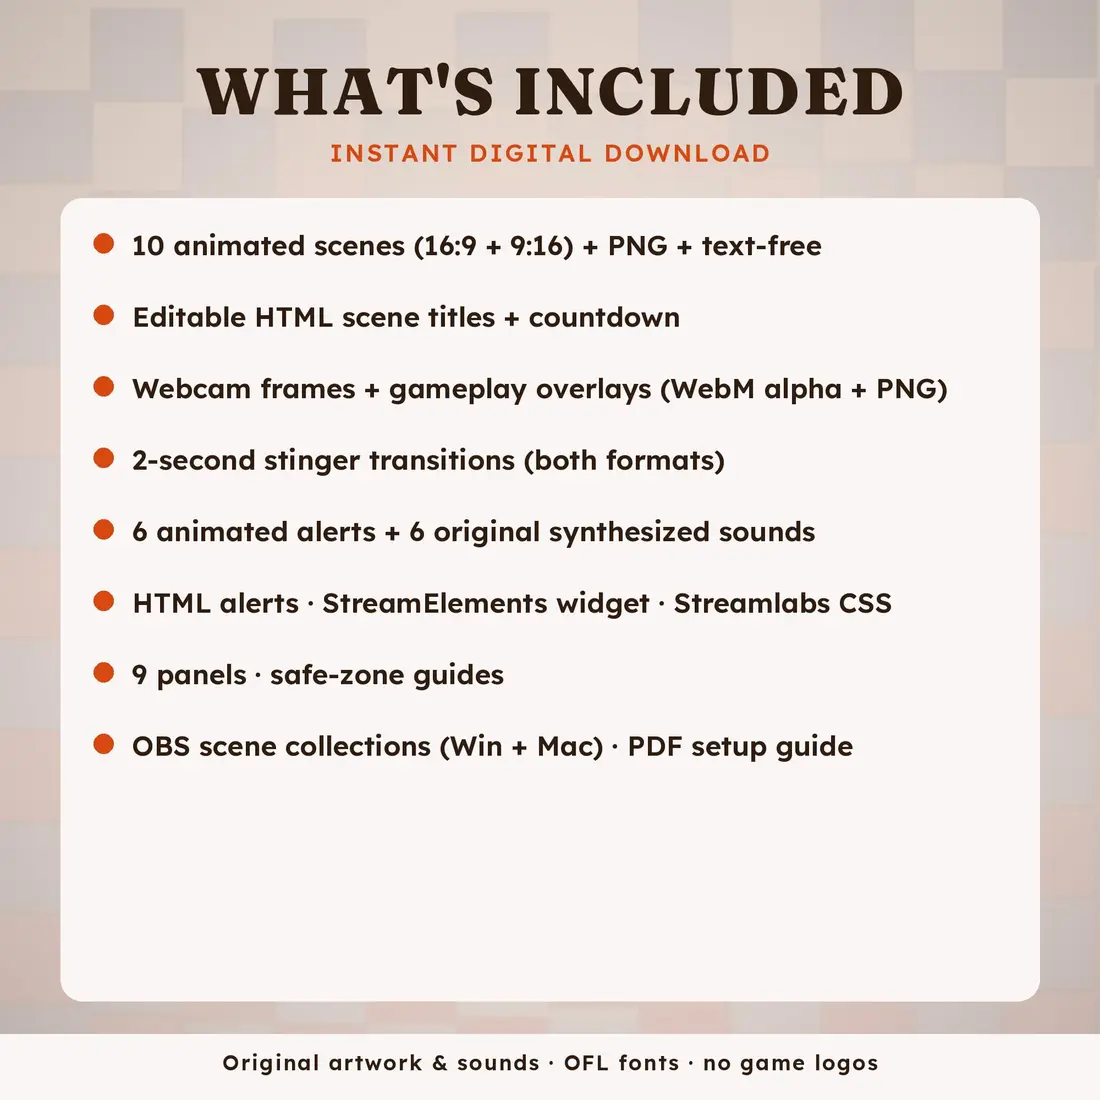 WHAT'S INCLUDED
INSTANT DIGITAL DOWNLOAD
10 animated scenes (16:9 + 9:16) + PNG + text-free
Editable HTML scene titles + countdown
Webcam frames + gameplay overlays (WebM alpha + PNG)
2-second stinger transitions (both formats)
6 animated alerts + 6 original synthesized sounds
HTML alerts · StreamElements widget · Streamlabs CSS
9 panels · safe-zone guides
OBS scene collections (Win + Mac) · PDF setup guide
Original artwork & sounds · OFL fonts · no game logos